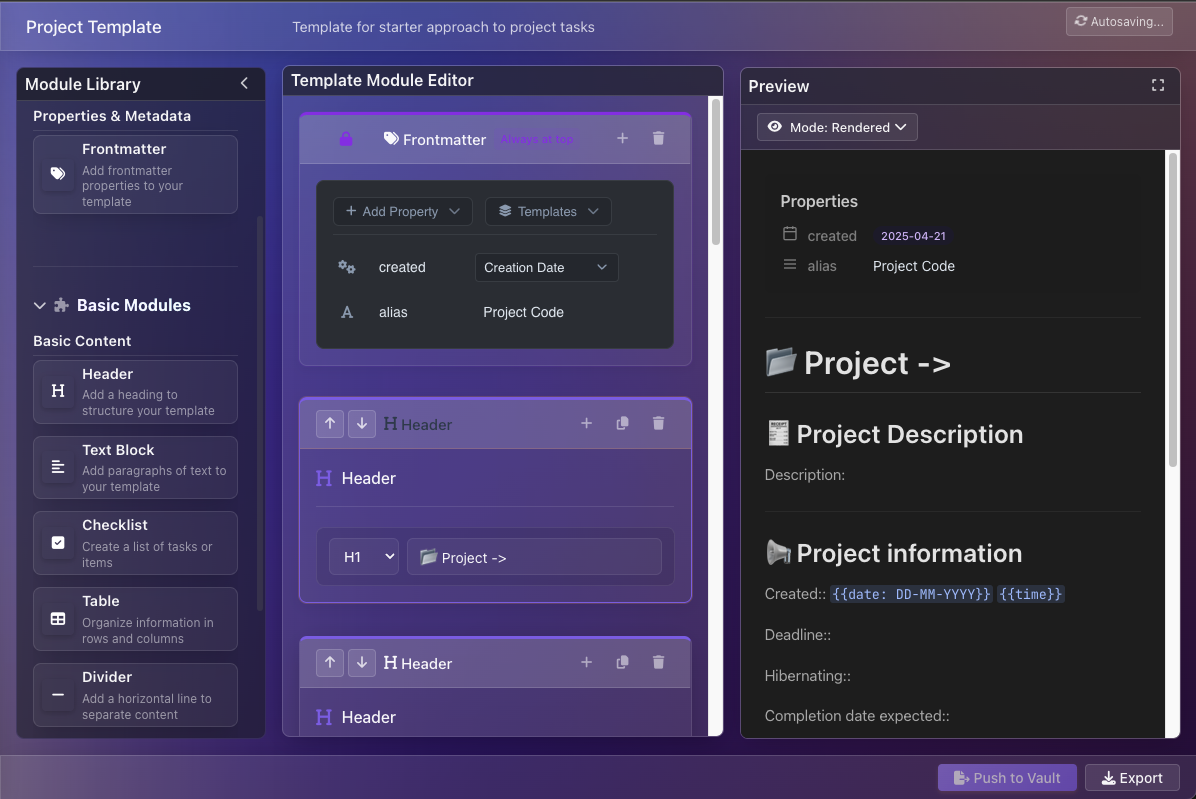 Project Template
Template for starter approach to project tasks
Autosaving...
Module Library
Properties & Metadata
Frontmatter
Add frontmatter
properties to your
template
Basic Modules
Basic Content
Header
Add a heading to
structure your template
Text Block
Add paragraphs of text to
your template
Checklist
Create a list of tasks or
items
Table
Organize information in
rows and columns
Divider
Add a horizontal line to
separate content
Template Module Editor
Frontmatter Always at top
Add Property
Templates
created Creation Date
alias Project Code
Header
Header
H1 Project ->
Header
Header
Preview
Mode: Rendered
Properties
created 2025-04-21
alias Project Code
Project ->
RECEIPT
Project Description
Description:
Project information
Created:: {{date: DD-MM-YYYY}} {{time}}
Deadline::
Hibernating::
Completion date expected::
Push to Vault
Export